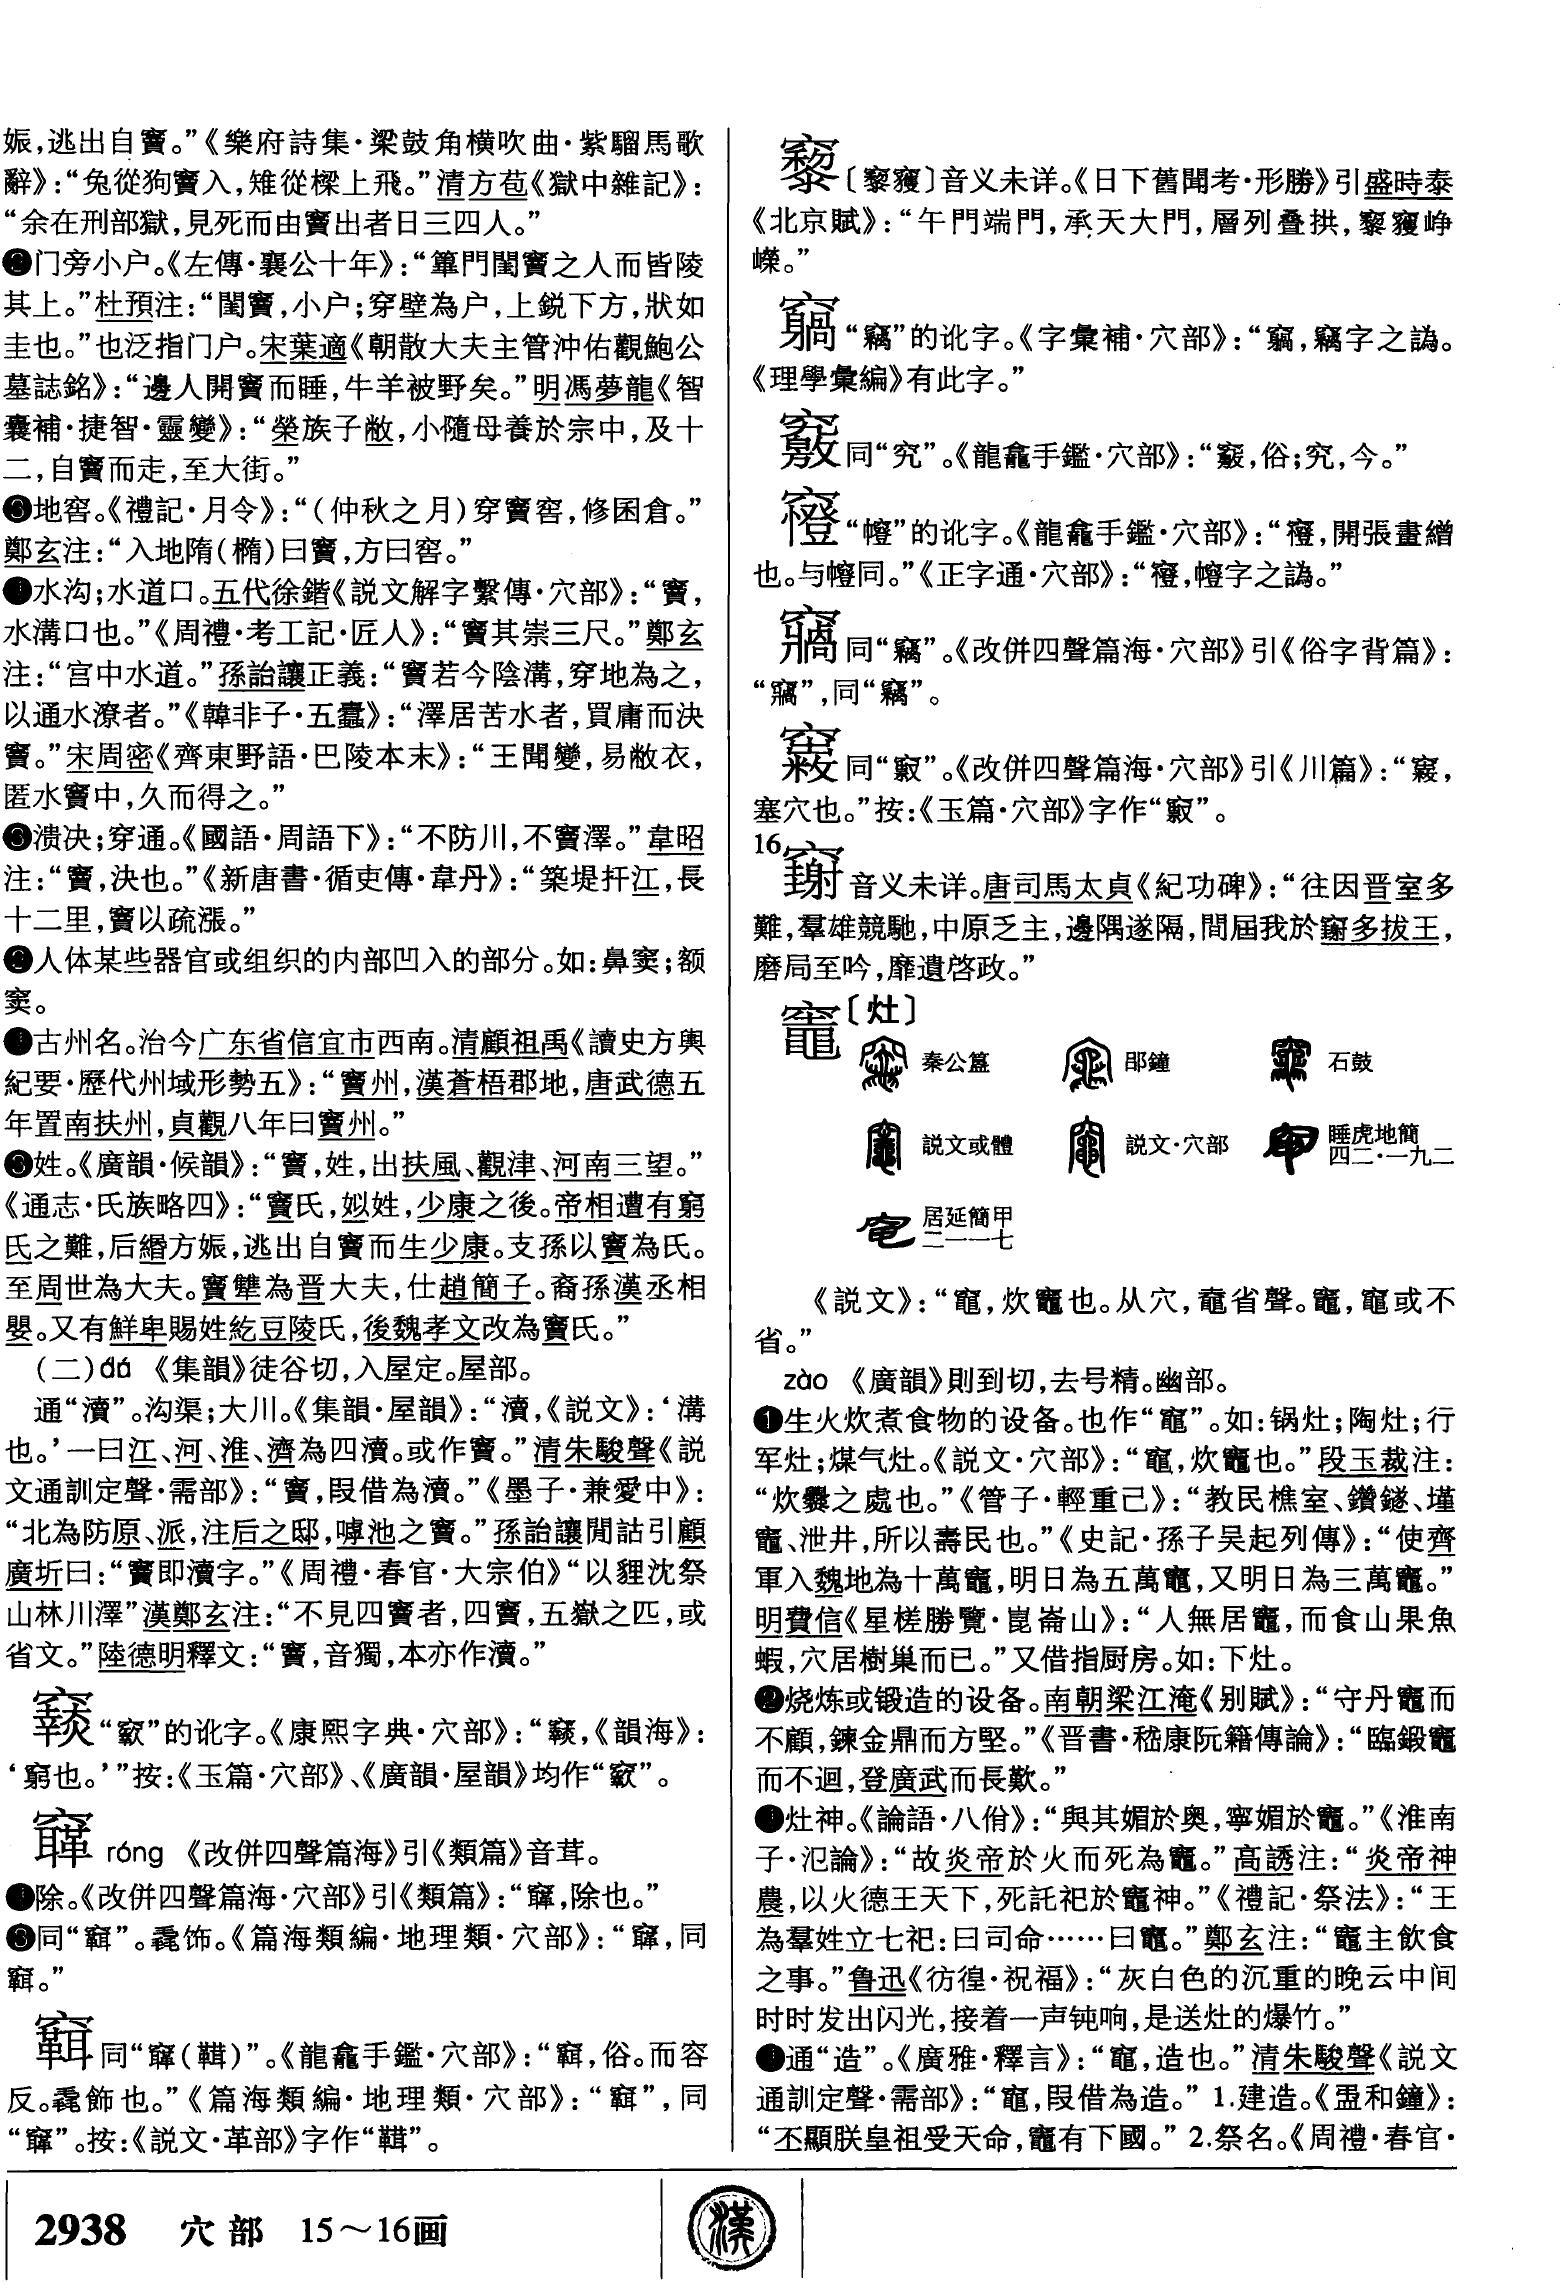 娠，逃出自竇。”《樂府詩集·梁鼓角横吹曲·紫騮馬歌
辭》：“兔從狗竇入，雉從樑上飛。”清方苞《獄中雜記》：
“余在刑部獄，見死而由竇出者日三四人。”
❷门旁小户。《左傳·襄公十年》：“篳門閨竇之人而皆陵
其上。”杜預注：“閨竇，小户；穿壁為户，上鋭下方，狀如
圭也。”也泛指门户。宋葉適《朝散大夫主管沖佑觀鮑公
墓誌銘》：“邊人開竇而睡，牛羊被野矣。”明馮夢龍《智
囊補·捷智·靈變》：“榮族子敝，小隨母養於宗中，及十
二，自竇而走，至大街。”
❸地窖。《禮記·月令》：“（仲秋之月）穿竇窖，修囷倉。”
鄭玄注：“入地隋（橢）曰竇，方曰窖。”
水沟；水道口。五代徐鍇《説文解字繫傳·穴部》：“竇，
水溝口也。”《周禮·考工記·匠人》：“竇其崇三尺。”鄭玄
注：“宫中水道。”孫詒讓正義：“竇若今陰溝，穿地為之，
以通水潦者。”《韓非子·五蠹》：“澤居苦水者，買庸而決
竇。”宋周密《齊東野語·巴陵本末》：“王聞變，易敝衣，
匿水竇中，久而得之。”
溃决；穿通。《國語·周語下》：“不防川，不竇澤。”韋昭
注：“竇，決也。”《新唐書·循吏傳·韋丹》：“築堤扞江，長
十二里，竇以疏漲。”
人体某些器官或组织的内部凹入的部分。如：鼻窦；额
窦。
古州名。治今广东省信宜市西南。清顧祖禹《讀史方輿
紀要·歷代州域形勢五》：“竇州，漢蒼梧郡地，唐武德五
年置南扶州，貞觀八年曰竇州。”
姓。《廣韻·候韻》：“竇，姓，出扶風、觀津、河南三望。”
《通志·氏族略四》：“竇氏，姒姓，少康之後。帝相遭有窮
氏之難，后緡方娠，逃出自竇而生少康。支孫以竇為氏。
至周世為大夫。竇犨為晋大夫，仕趙簡子。裔孫漢丞相
嬰。又有鮮卑賜姓紇豆陵氏，後魏孝文改為竇氏。”
（二）dú 《集韻》徒谷切，入屋定。屋部。
通“瀆”。沟渠；大川。《集韻·屋韻》：“瀆，《説文》：‘溝
也。’一曰江、河、淮、濟為四瀆。或作竇。”清朱駿聲《説
文通訓定聲·需部》：“竇，叚借為瀆。”《墨子·兼愛中》：
“北為防原、派，注后之邸，嘑池之竇。”孫詒讓閒詁引顧
廣圻曰：“竇即瀆字。”《周禮·春官·大宗伯》“以貍沈祭
山林川澤”漢鄭玄注：“不見四竇者，四竇，五嶽之匹，或
省文。”陸德明釋文：“竇，音獨，本亦作瀆。”
的讹字。《康熙字典·穴部》：《韻海》：
‘窮也。’”按：《玉篇·穴部》、《廣韻·屋韻》均作
róng 《改併四聲篇海》引《類篇》音茸。
除。《改併四聲篇海·穴部》引《類篇》：除也。”
同 毳饰。《篇海類編·地理類·穴部》：同
同 《龍龕手鑑·穴部》：俗。而容
反。毳飾也。”《篇海類編·地理類·穴部》：同
按：《説文·革部》字作
音义未详。《日下舊聞考·形勝》引盛時泰
《北京賦》：“午門端門，承天大門，層列叠拱，峥
嶸。”
“竊”的讹字。《字彙補·穴部》：竊字之譌。
《理學彙編》有此字。”
同“究”。《龍龕手鑑·穴部》：俗；究，今。”
“㡧”的讹字。《龍龕手鑑·穴部》：開張畫繒
也。与㡧同。”《正字通·穴部》：㡧字之譌。”
同“竊”。《改併四聲篇海·穴部》引《俗字背篇》：
同“竊”。
同“竅”。《改併四聲篇海·穴部》引《川篇》：
塞穴也。”按：《玉篇·穴部》字作
16
音义未详。唐司馬太貞《紀功碑》：“往因晋室多
難，羣雄競馳，中原乏主，邊隅遂隔，間屆我於多拔王，
磨局至吟，靡遺啓政。”
竈〔灶〕
秦公簋 郘鐘 石鼓
説文或體 説文·穴部 睡虎地簡
四二·一九二
居延簡甲
二一一七
《説文》：“竈，炊竈也。从穴，鼀省聲。竈，竈或不
省。”
zào 《廣韻》則到切，去号精。幽部。
❶生火炊煮食物的设备。也作“竈”。如：锅灶；陶灶；行
军灶；煤气灶。《説文·穴部》：“竈，炊竈也。”段玉裁注：
“炊爨之處也。”《管子·輕重己》：“教民樵室、鑽鐩、墐
竈、泄井，所以壽民也。”《史記·孫子吴起列傳》：“使齊
軍入魏地為十萬竈，明日為五萬竈，又明日為三萬竈。”
明費信《星槎勝覽·崑崙山》：“人無居竈，而食山果魚
蝦，穴居樹巢而已。”又借指厨房。如：下灶。
❷烧炼或锻造的设备。南朝梁江淹《别賦》：“守丹竈而
不顧，鍊金鼎而方堅。”《晋書·嵇康阮籍傳論》：“臨鍛竈
而不迴，登廣武而長歎。”
灶神。《論語·八佾》：“與其媚於奥，寧媚於竈。”《淮南
子·氾論》：“故炎帝於火而死為竈。”高誘注：“炎帝神
農，以火德王天下，死託祀於竈神。”《禮記·祭法》：“王
為羣姓立七祀：曰司命……曰竈。”鄭玄注：“竈主飲食
之事。”鲁迅《彷徨·祝福》：“灰白色的沉重的晚云中间
时时发出闪光，接着一声钝响，是送灶的爆竹。”
通“造”。《廣雅·釋言》：“竈，造也。”清朱駿聲《説文
通訓定聲·需部》：“竈，叚借為造。”1.建造。《盄和鐘》：
“丕顯朕皇祖受天命，竈有下國。”2.祭名。《周禮·春官·
2938 穴部 15～16画
漢